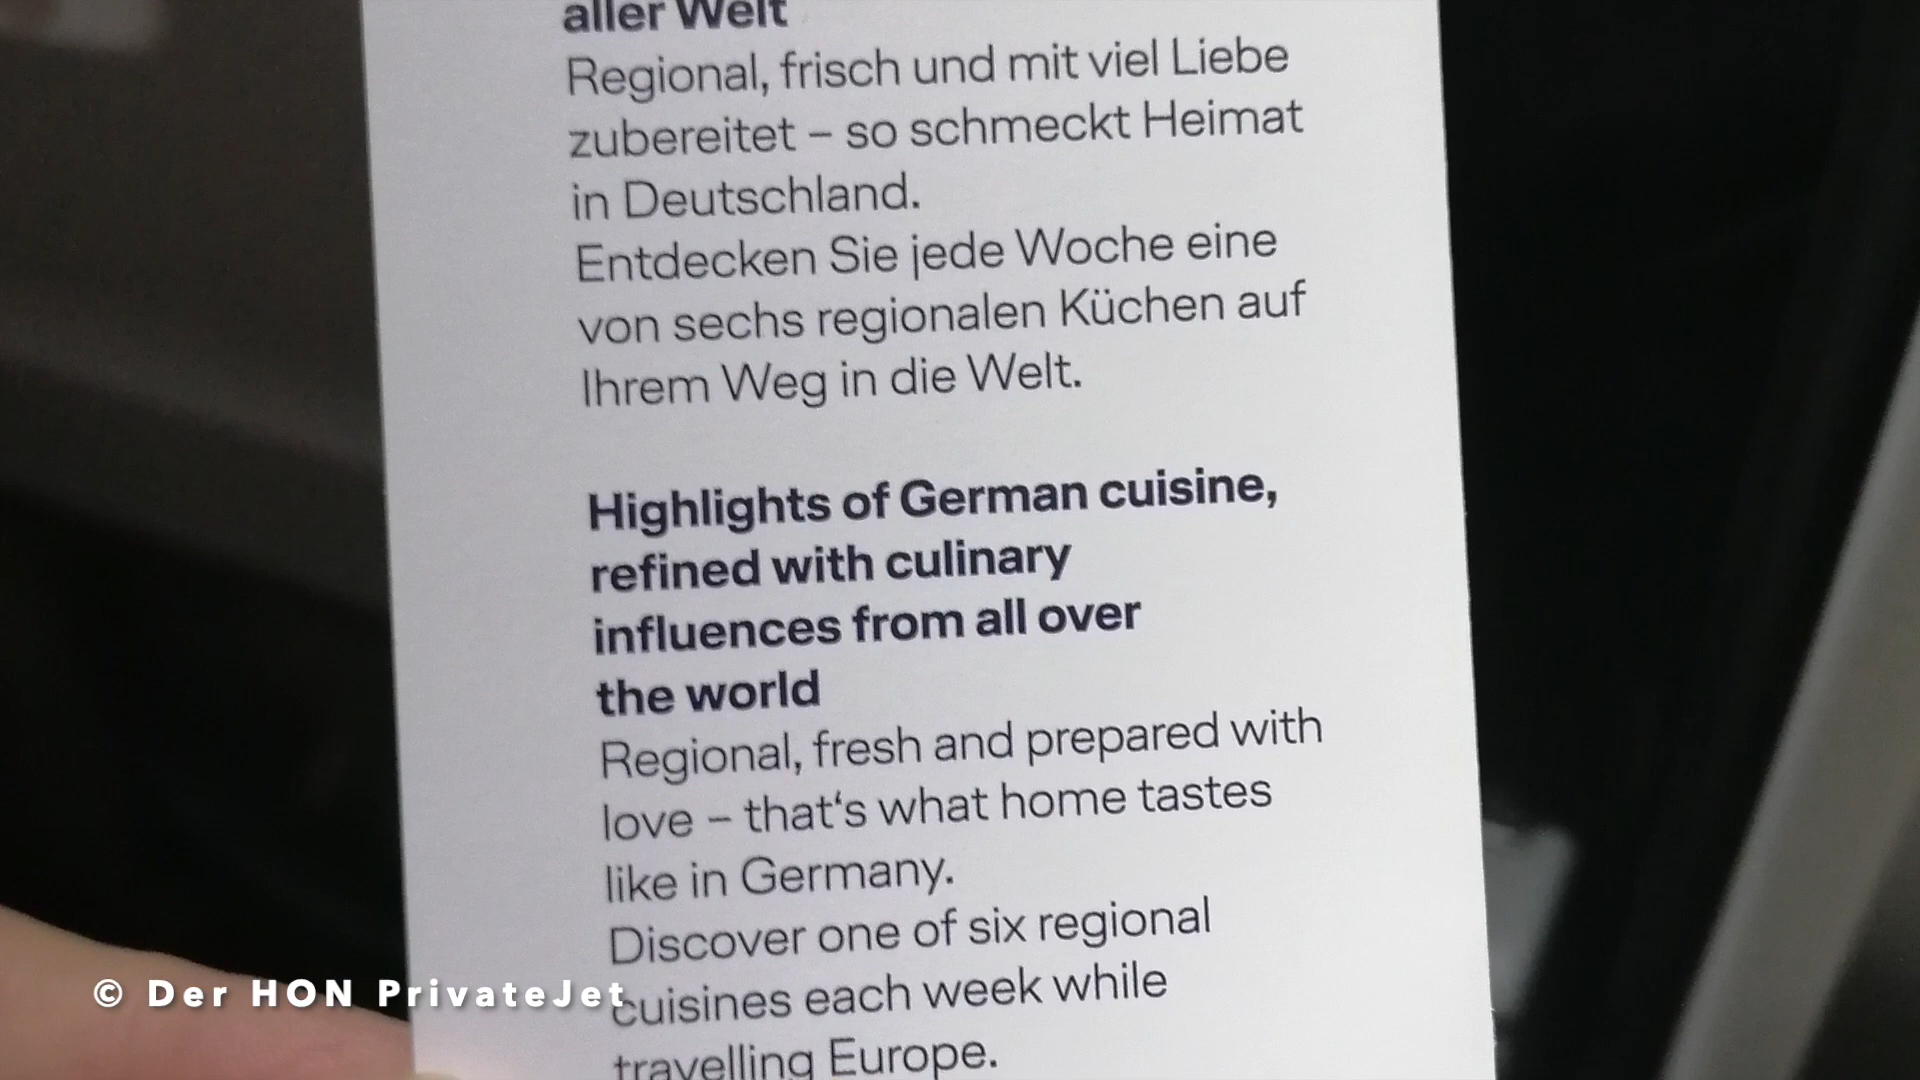 aller Welt
Regional, frisch und mit viel Liebe
zubereitet – so schmeckt Heimat
in Deutschland.
Entdecken Sie jede Woche eine
von sechs regionalen Küchen auf
Ihrem Weg in die Welt.
Highlights of German cuisine,
refined with culinary
influences from all over
the world
Regional, fresh and prepared with
love – that‘s what home tastes
like in Germany.
Discover one of six regional
cuisines each week while
travelling Europe.
© Der HON PrivateJet